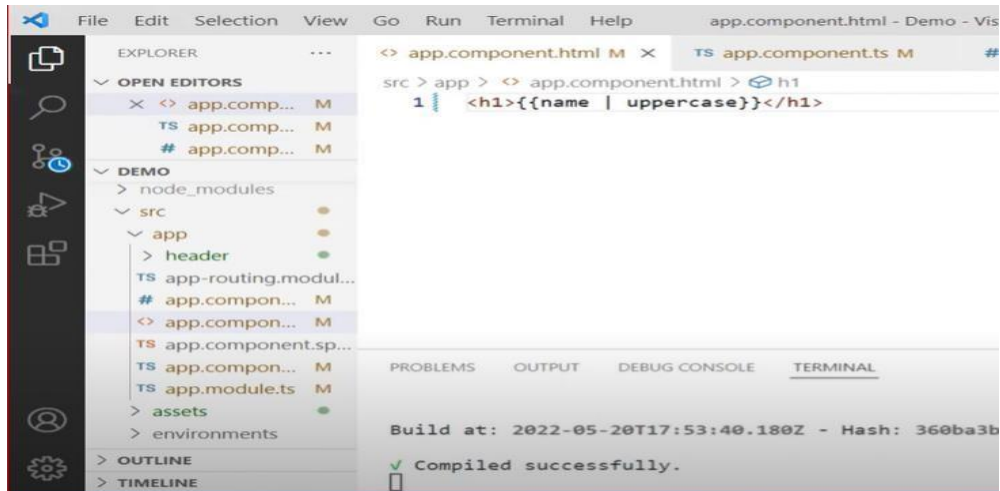 File Edit Selection View Go Run Terminal Help app.component.html - Demo - Vis
EXPLORER ...
OPEN EDITORS
<> app.comp... M
TS app.comp... M
# app.comp... M
DEMO
node_modules
src
app
header
TS app-routing.modul...
# app.compon... M
<> app.compon... M
TS app.component.sp...
TS app.compon... M
TS app.module.ts M
assets
environments
OUTLINE
TIMELINE
<> app.component.html M TS app.component.ts M #
src > app > <> app.component.html > h1
1 <h1>{{name | uppercase}}</h1>
PROBLEMS OUTPUT DEBUG CONSOLE TERMINAL
Build at: 2022-05-20T17:53:40.180Z - Hash: 360ba3b
√ Compiled successfully.